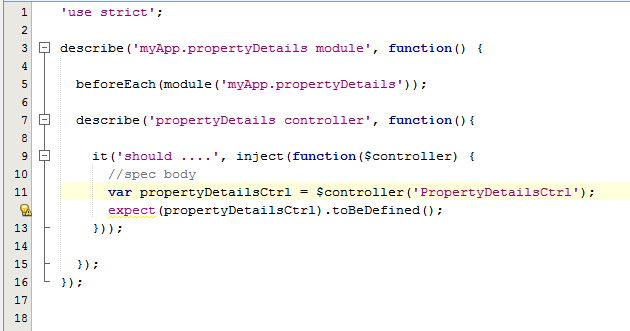 1 'use strict';
2
3 describe('myApp.propertyDetails module', function() {
4
5 beforeEach(module('myApp.propertyDetails'));
6
7 describe('propertyDetails controller', function(){
8
9 it('should ....', inject(function($controller) {
10 //spec body
11 var propertyDetailsCtrl = $controller('PropertyDetailsCtrl');
expect(propertyDetailsCtrl).toBeDefined();
13 }));
14
15 });
16 });
17
18